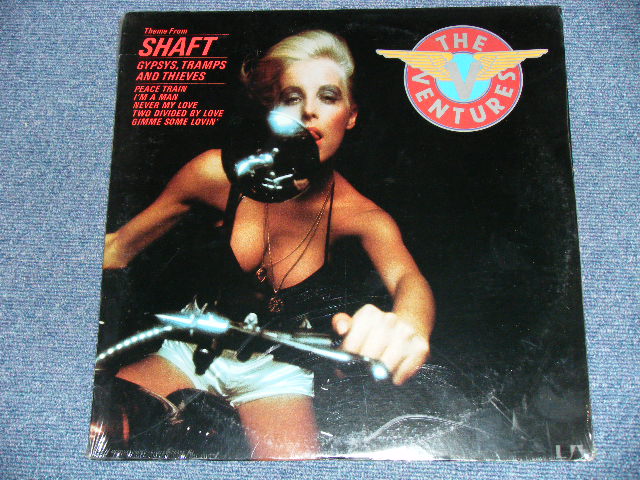 Theme From
SHAFT
GYPSYS, TRAMPS
AND THIEVES
PEACE TRAIN
I'M A MAN
NEVER MY LOVE
TWO DIVIDED BY LOVE
GIMME SOME LOVIN'
THE
V
VENTURES
UA